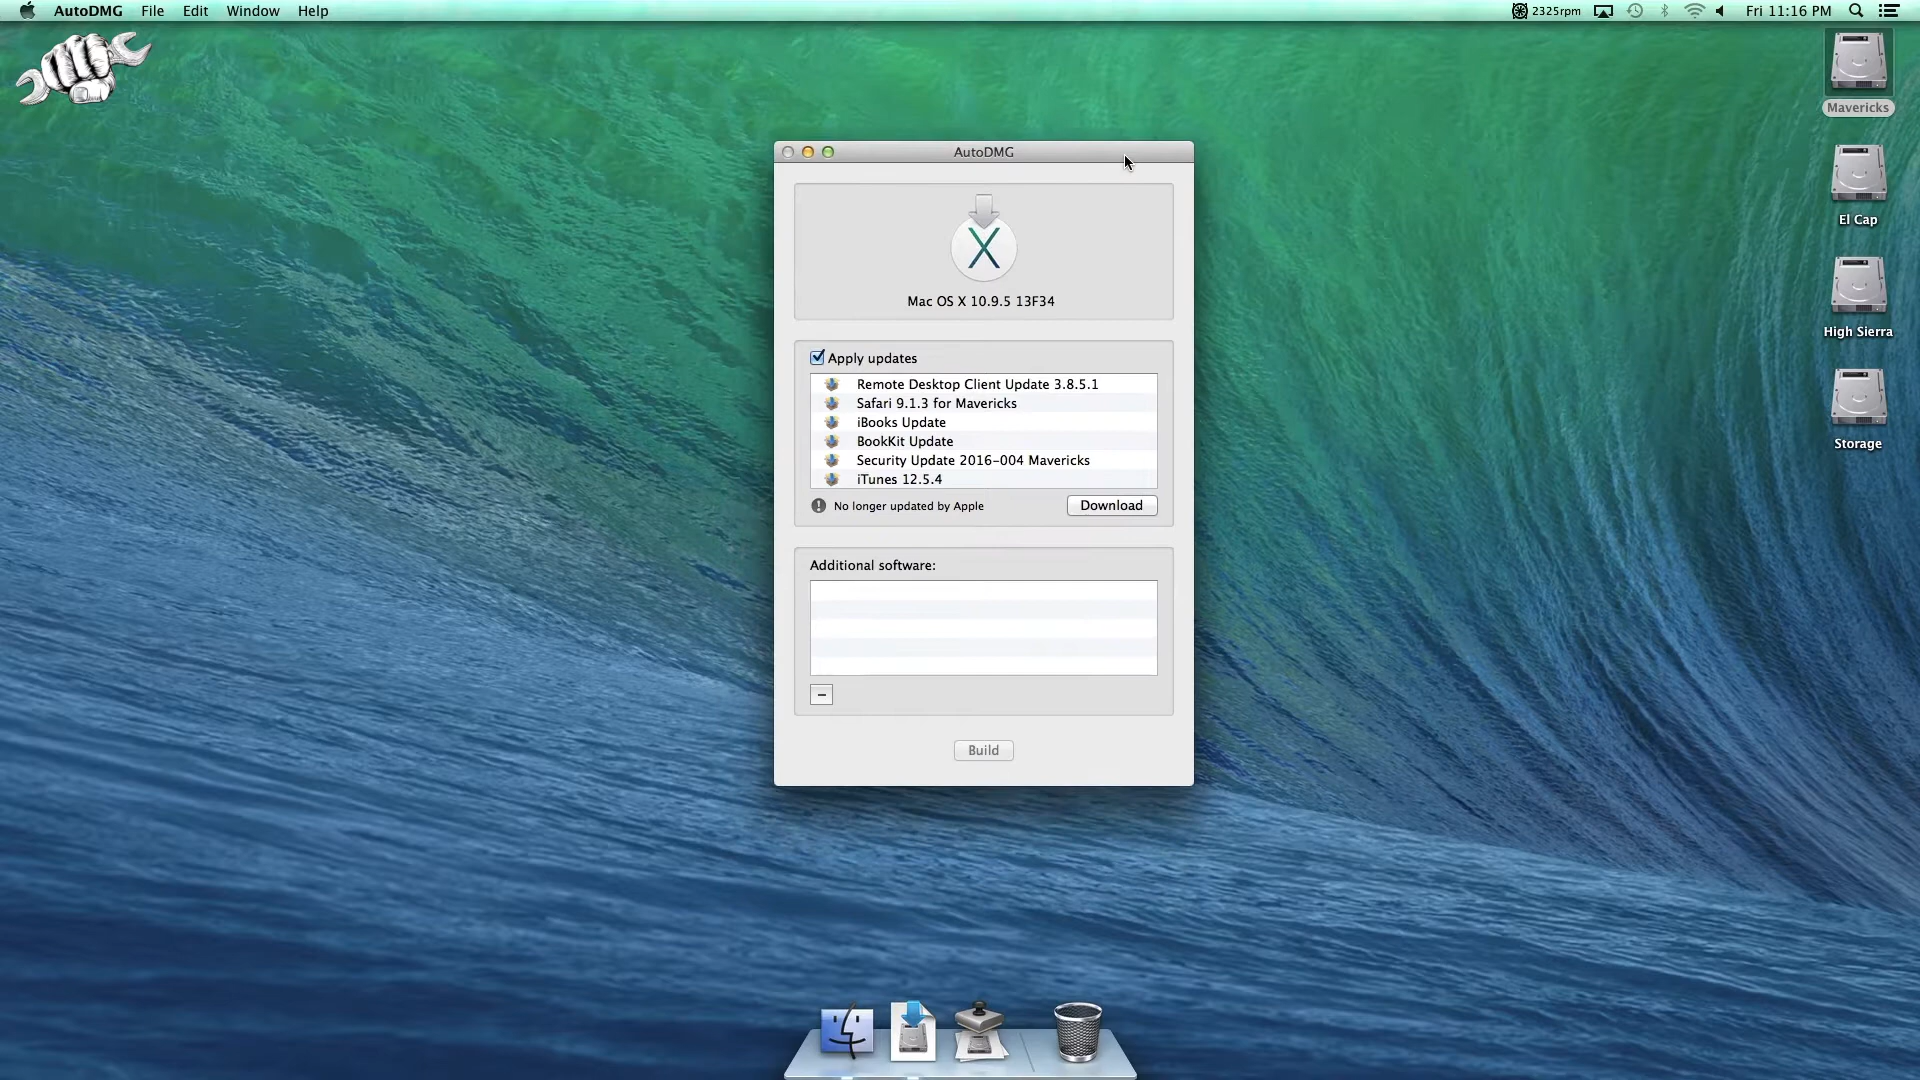 AutoDMG File Edit Window Help 2325rpm Fri 11:16 PM
Mavericks
El Cap
High Sierra
Storage
AutoDMG
Mac OS X 10.9.5 13F34
Apply updates
Remote Desktop Client Update 3.8.5.1
Safari 9.1.3 for Mavericks
iBooks Update
BookKit Update
Security Update 2016-004 Mavericks
iTunes 12.5.4
No longer updated by Apple Download
Additional software:
Build